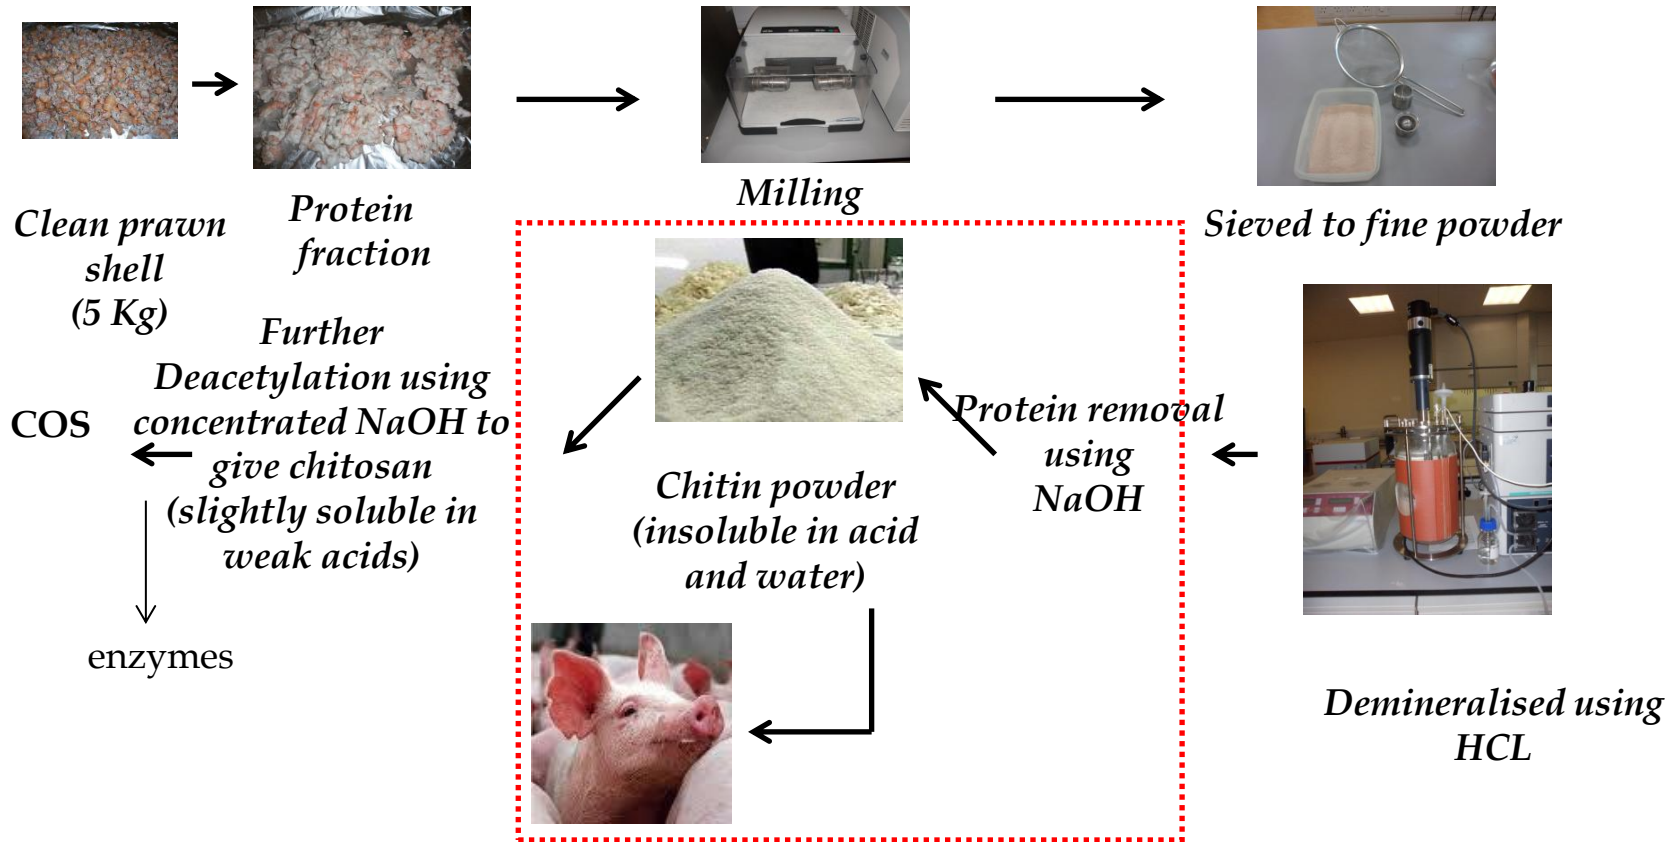 Clean prawn
shell
(5 Kg)
Protein
fraction
Milling
Sieved to fine powder
Demineralised using
HCL
Protein removal
using
NaOH
Chitin powder
(insoluble in acid
and water)
Further
Deacetylation using
concentrated NaOH to
give chitosan
(slightly soluble in
weak acids)
COS
enzymes